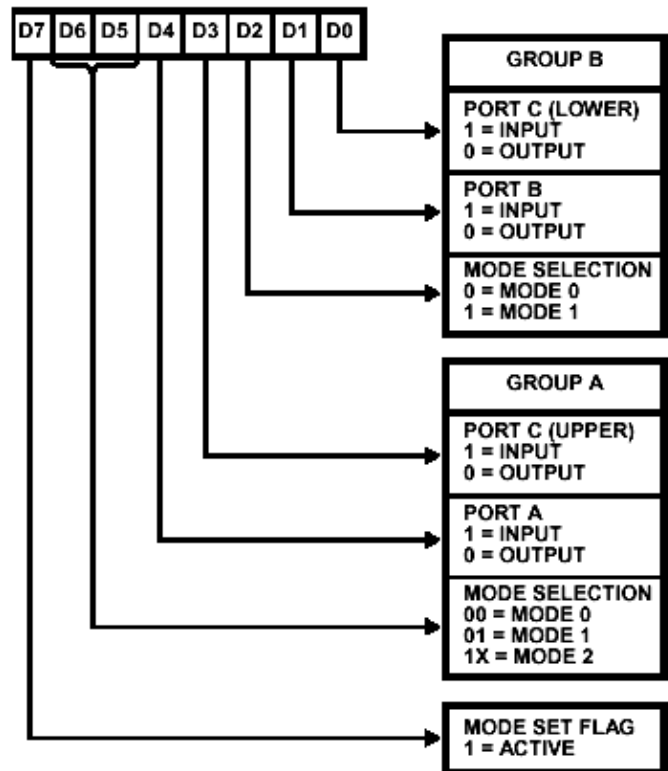 D7 D6 D5 D4 D3 D2 D1 D0
GROUP B
PORT C (LOWER)
1 = INPUT
0 = OUTPUT
PORT B
1 = INPUT
0 = OUTPUT
MODE SELECTION
0 = MODE 0
1 = MODE 1
GROUP A
PORT C (UPPER)
1 = INPUT
0 = OUTPUT
PORT A
1 = INPUT
0 = OUTPUT
MODE SELECTION
00 = MODE 0
01 = MODE 1
1X = MODE 2
MODE SET FLAG
1 = ACTIVE